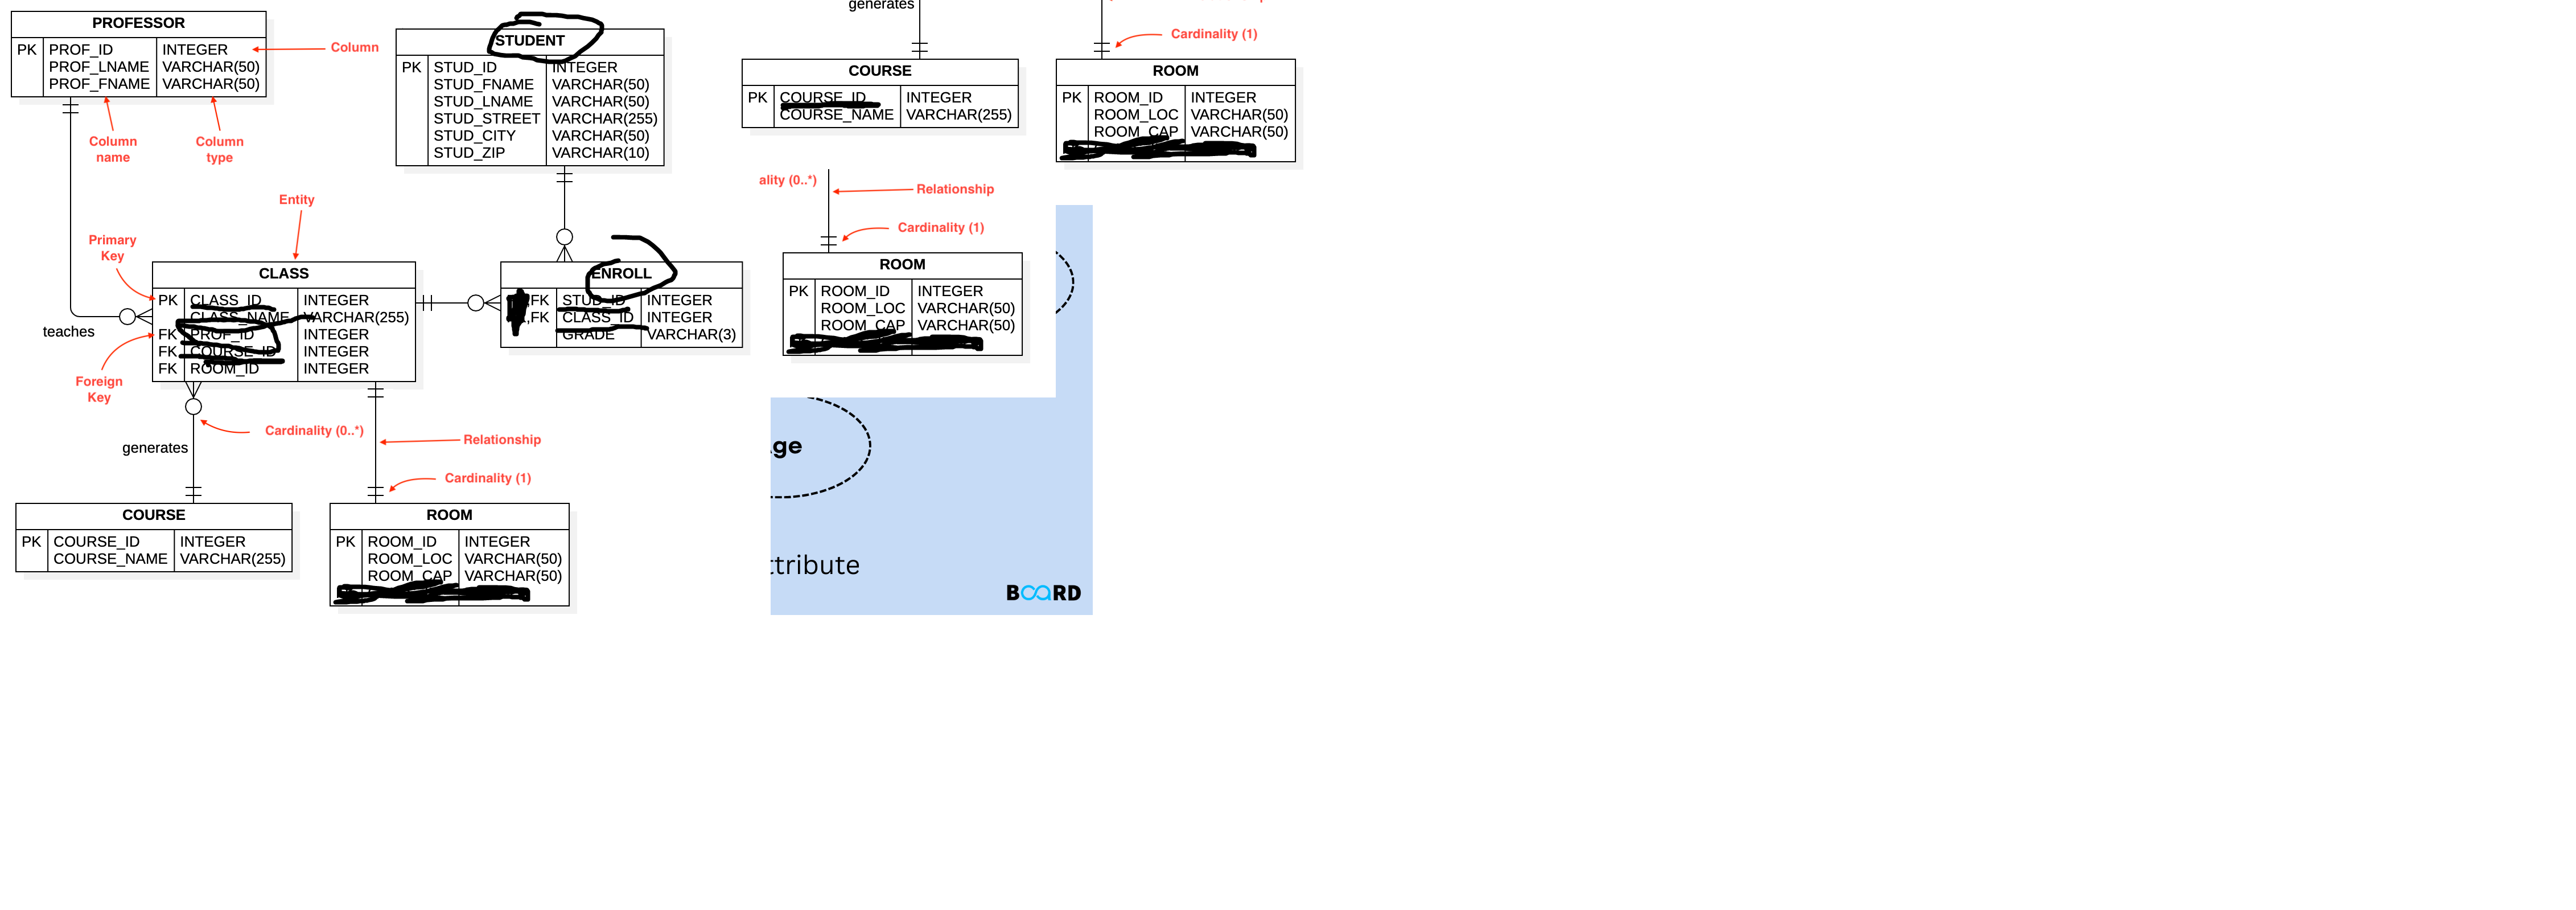 PROFESSOR
PK PROF_ID INTEGER
PROF_LNAME VARCHAR(50)
PROF_FNAME VARCHAR(50)
Column
Column
name
Column
type
STUDENT
PK STUD_ID INTEGER
STUD_FNAME VARCHAR(50)
STUD_LNAME VARCHAR(50)
STUD_STREET VARCHAR(255)
STUD_CITY VARCHAR(50)
STUD_ZIP VARCHAR(10)
Entity
Primary
Key
teaches
Foreign
Key
CLASS
PK CLASS_ID INTEGER
CLASS_NAME VARCHAR(255)
FK PROF_ID INTEGER
FK COURSE_ID INTEGER
FK ROOM_ID INTEGER
ENROLL
,FK STUD_ID INTEGER
,FK CLASS_ID INTEGER
GRADE VARCHAR(3)
Cardinality (0..*)
generates
Relationship
Cardinality (1)
COURSE
PK COURSE_ID INTEGER
COURSE_NAME VARCHAR(255)
ROOM
PK ROOM_ID INTEGER
ROOM_LOC VARCHAR(50)
ROOM_CAP VARCHAR(50)
generates
Cardinality (1)
COURSE
PK COURSE_ID INTEGER
COURSE_NAME VARCHAR(255)
ROOM
PK ROOM_ID INTEGER
ROOM_LOC VARCHAR(50)
ROOM_CAP VARCHAR(50)
ality (0..*)
Relationship
Cardinality (1)
ROOM
PK ROOM_ID INTEGER
ROOM_LOC VARCHAR(50)
ROOM_CAP VARCHAR(50)
ge
ttribute
BOARD